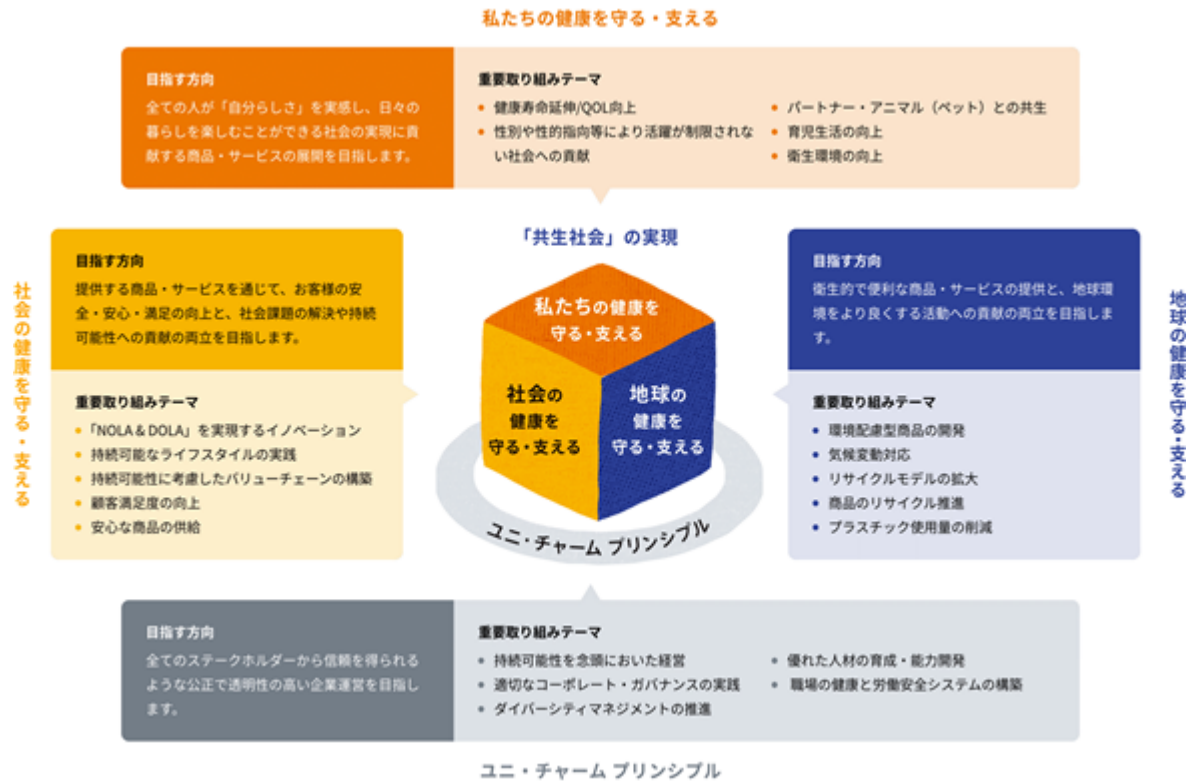 私たちの健康を守る・支える
目指す方向
全ての人が「自分らしさ」を実感し、日々の
暮らしを楽しむことができる社会の実現に貢
献する商品・サービスの展開を目指します。
重要取り組みテーマ
健康寿命延伸/QOL向上
性別や性的指向等により活躍が制限されな
い社会への貢献
パートナー・アニマル（ペット）との共生
育児生活の向上
衛生環境の向上
社会の健康を守る・支える
目指す方向
提供する商品・サービスを通じて、お客様の安
全・安心・満足の向上と、社会課題の解決や持続
可能性への貢献の両立を目指します。
重要取り組みテーマ
「NOLA & DOLA」を実現するイノベーション
持続可能なライフスタイルの実践
持続可能性に考慮したバリューチェーンの構築
顧客満足度の向上
安心な商品の供給
「共生社会」の実現
私たちの健康を
守る・支える
社会の
健康を
守る・支える
地球の
健康を
守る・支える
ユニ・チャーム プリンシプル
目指す方向
衛生的で便利な商品・サービスの提供と、地球環
境をより良くする活動への貢献の両立を目指しま
す。
重要取り組みテーマ
環境配慮型商品の開発
気候変動対応
リサイクルモデルの拡大
商品のリサイクル推進
プラスチック使用量の削減
地球の健康を守る・支える
目指す方向
全てのステークホルダーから信頼を得られる
ような公正で透明性の高い企業運営を目指し
ます。
重要取り組みテーマ
持続可能性を念頭においた経営
適切なコーポレート・ガバナンスの実践
ダイバーシティマネジメントの推進
優れた人材の育成・能力開発
職場の健康と労働安全システムの構築
ユニ・チャーム プリンシプル